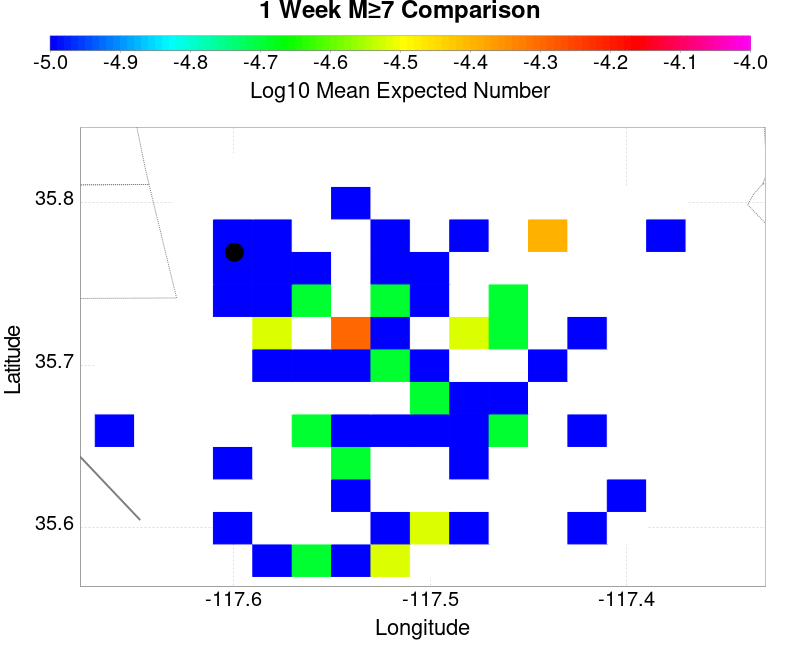 1 Week M≥7 Comparison
-5.0 -4.9 -4.8 -4.7 -4.6 -4.5 -4.4 -4.3 -4.2 -4.1 -4.0
Log10 Mean Expected Number
35.8
35.7
35.6
Latitude
-117.6 -117.5 -117.4
Longitude